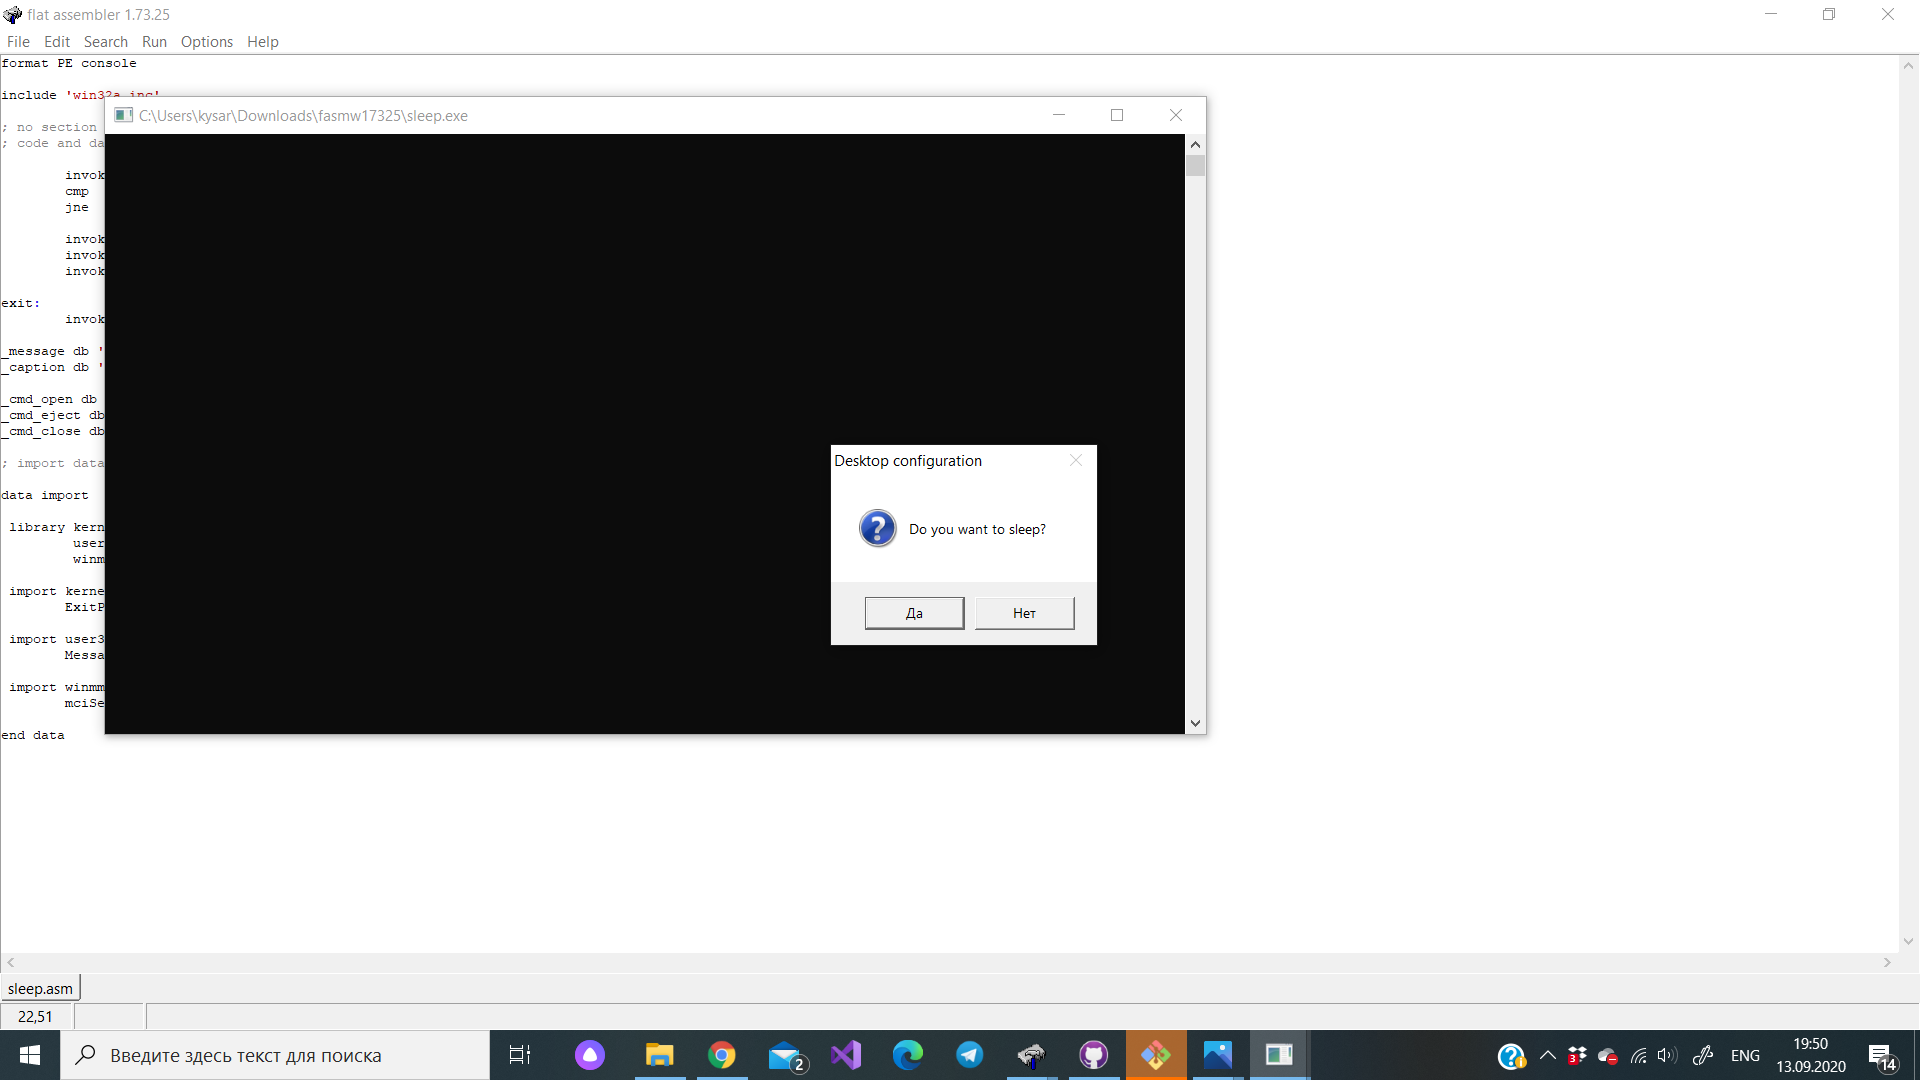 flat assembler 1.73.25
File Edit Search Run Options Help
format PE console
include 'win32a.inc'
C:\Users\kysar\Downloads\fasmw17325\sleep.exe
; no section
; code and da
invok
cmp
jne
invok
invok
invok
exit:
invok
_message db '
_caption db '
_cmd_open db
_cmd_eject db
_cmd_close db
; import data
data import
library kern
user
winm
import kerne
ExitP
import user3
Messa
import winmm
mciSe
end data
Desktop configuration
Do you want to sleep?
Да Нет
sleep.asm
22,51
Введите здесь текст для поиска
2
3
ENG
19:50
13.09.2020
14